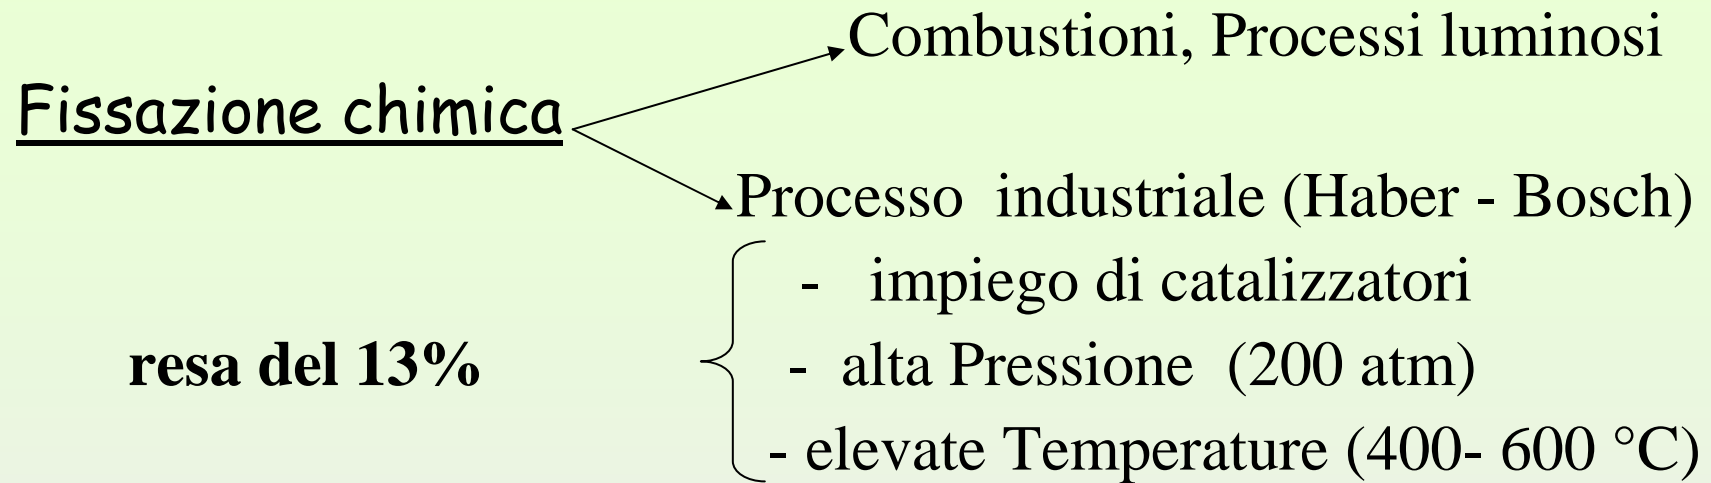 Combustioni, Processi luminosi
Fissazione chimica
Processo industriale (Haber - Bosch)
- impiego di catalizzatori
resa del 13% - alta Pressione (200 atm)
- elevate Temperature (400- 600 °C)